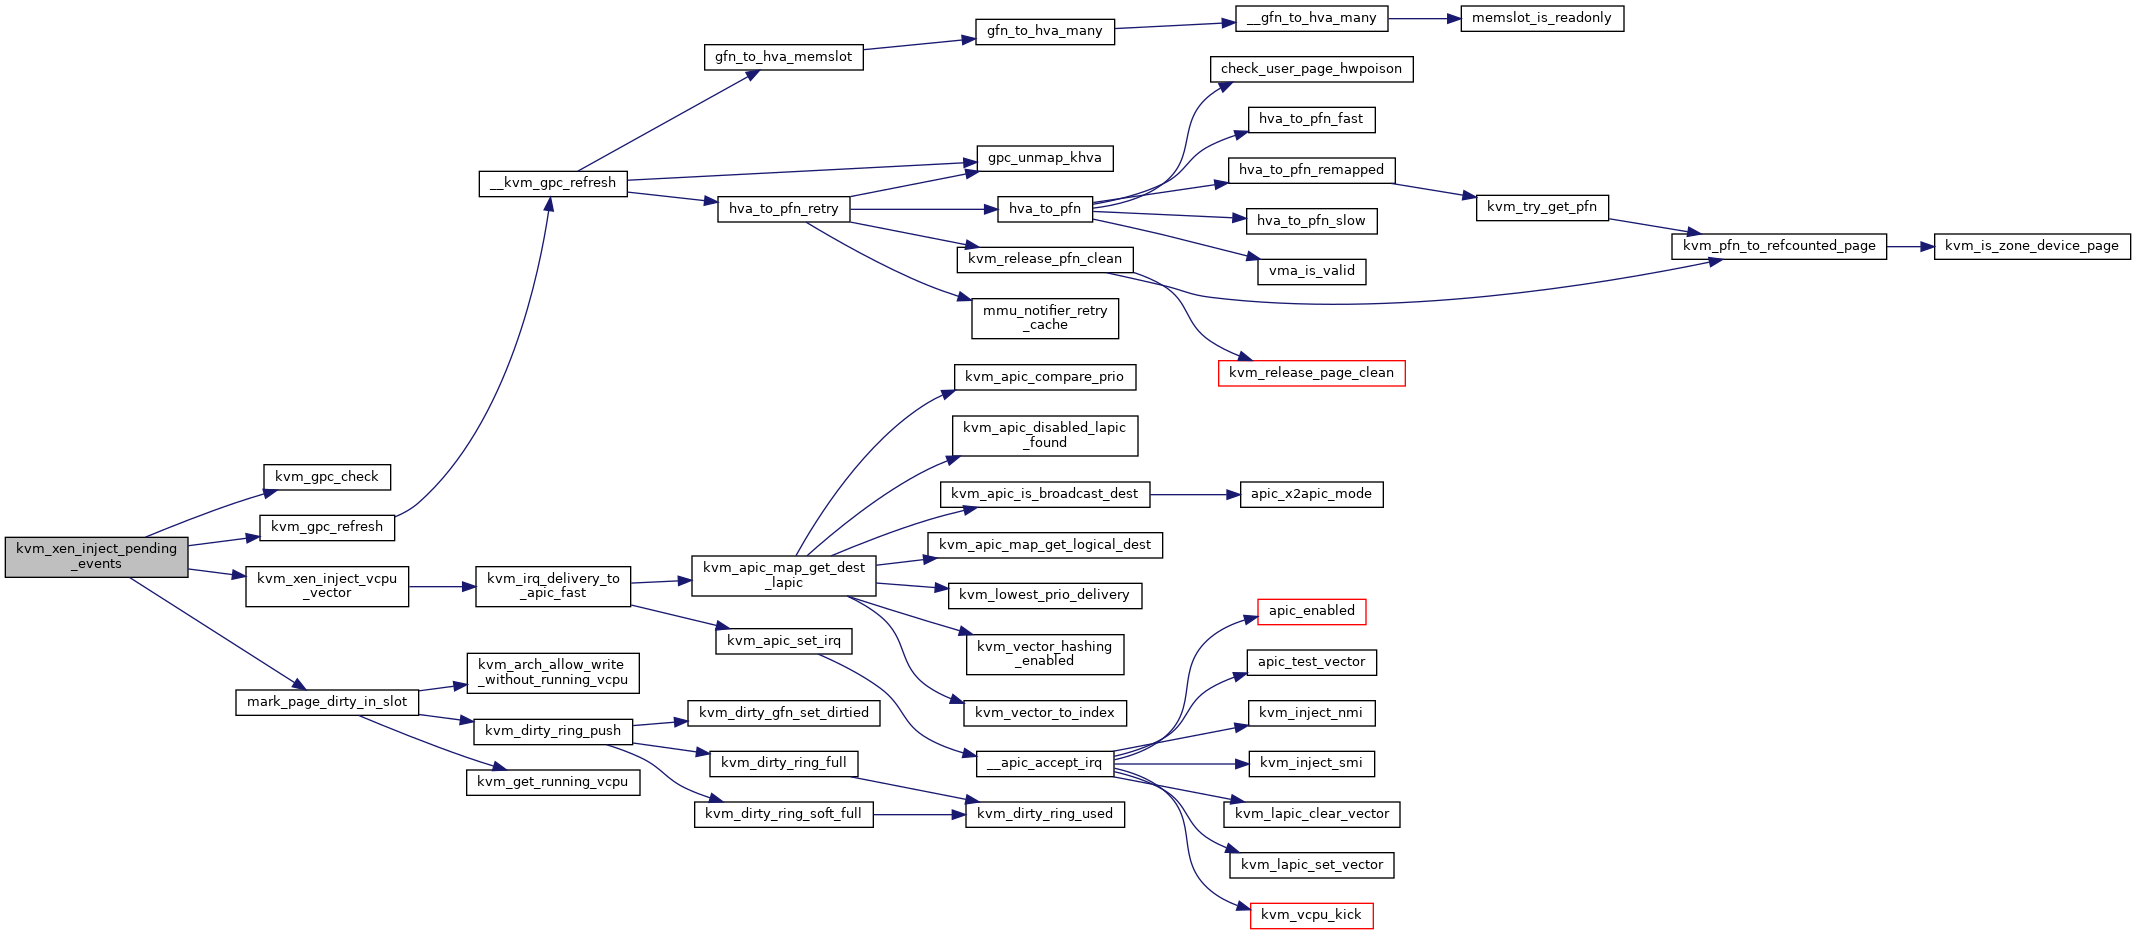 kvm_xen_inject_pending
_events
kvm_gpc_check
kvm_gpc_refresh
__kvm_gpc_refresh
gfn_to_hva_memslot
gfn_to_hva_many
__gfn_to_hva_many
memslot_is_readonly
gpc_unmap_khva
hva_to_pfn_retry
hva_to_pfn
check_user_page_hwpoison
hva_to_pfn_fast
hva_to_pfn_remapped
kvm_try_get_pfn
kvm_pfn_to_refcounted_page
kvm_is_zone_device_page
hva_to_pfn_slow
vma_is_valid
kvm_release_pfn_clean
kvm_release_page_clean
mmu_notifier_retry
_cache
kvm_xen_inject_vcpu
_vector
kvm_irq_delivery_to
_apic_fast
kvm_apic_map_get_dest
_lapic
kvm_apic_compare_prio
kvm_apic_disabled_lapic
_found
kvm_apic_is_broadcast_dest
apic_x2apic_mode
kvm_apic_map_get_logical_dest
kvm_lowest_prio_delivery
kvm_vector_hashing
_enabled
kvm_vector_to_index
kvm_apic_set_irq
__apic_accept_irq
apic_enabled
apic_test_vector
kvm_inject_nmi
kvm_inject_smi
kvm_lapic_clear_vector
kvm_lapic_set_vector
kvm_vcpu_kick
mark_page_dirty_in_slot
kvm_arch_allow_write
_without_running_vcpu
kvm_dirty_ring_push
kvm_dirty_gfn_set_dirtied
kvm_dirty_ring_full
kvm_dirty_ring_soft_full
kvm_dirty_ring_used
kvm_get_running_vcpu